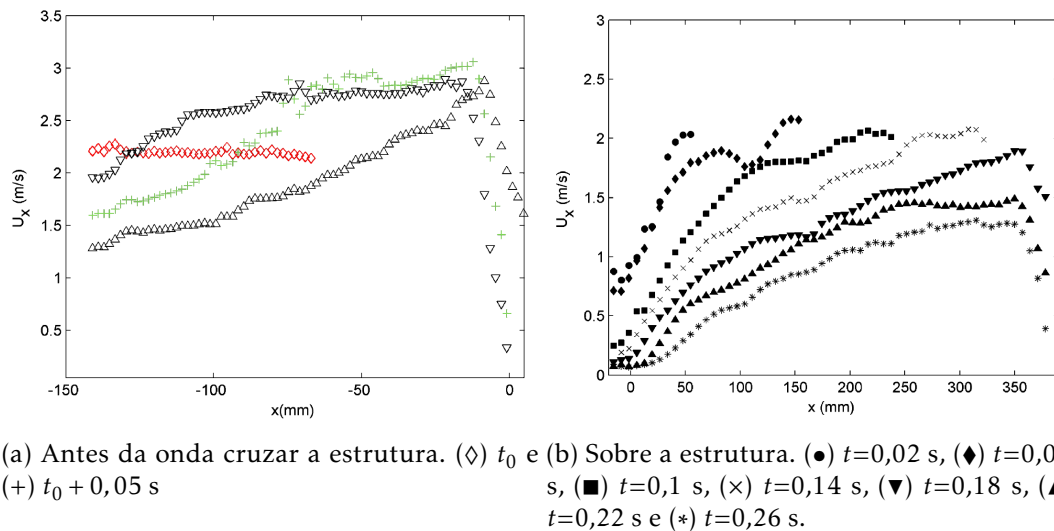 3.5
3
2.5
2
1.5
1
0.5
-150
-100
-50
0
x(mm)
U_x (m/s)
3
2.5
2
1.5
1
0.5
0
0
50
100
150
200
250
300
350
x (mm)
U_x (m/s)
(a) Antes da onda cruzar a estrutura. (◊) t_0 e
(+) t_0 + 0,05 s
(b) Sobre a estrutura. (●) t=0,02 s, (♦) t=0,0
s, (■) t=0,1 s, (×) t=0,14 s, (▼) t=0,18 s, (▲
t=0,22 s e (∗) t=0,26 s.